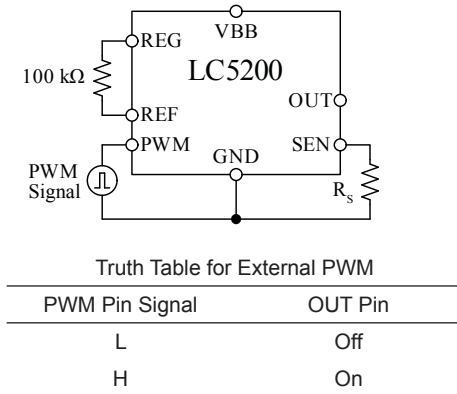 VBB
REG
LC5200
100 kΩ
OUT
REF
PWM
SEN
GND
PWM
Signal
R_S
Truth Table for External PWM
PWM Pin Signal OUT Pin
L Off
H On